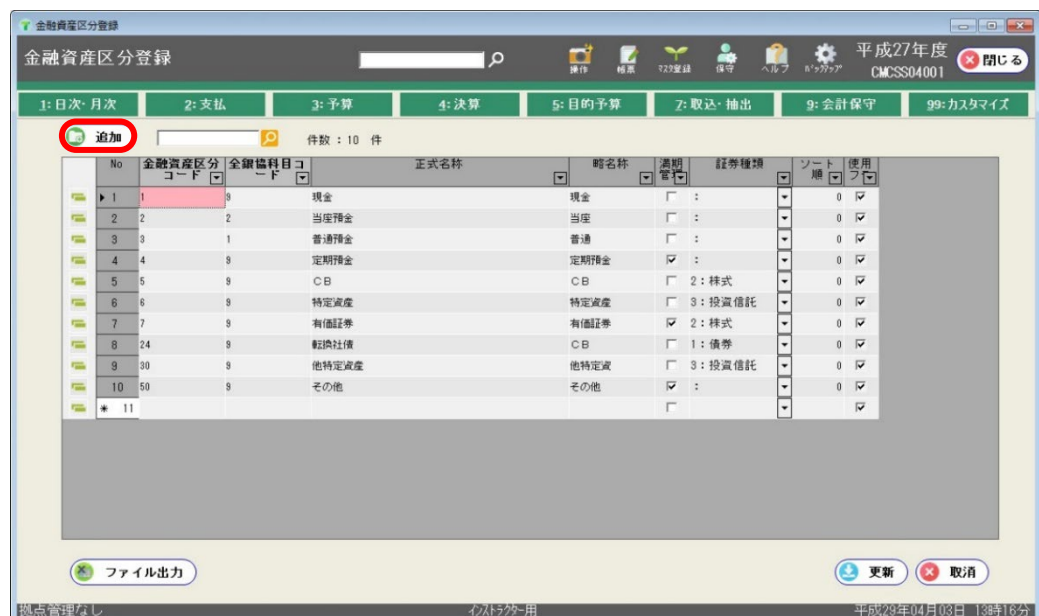 金融資産区分登録
金融資産区分登録 操作 帳票 マスタ登録 保守 ヘルプ ﾊﾞｯｸｱｯﾌﾟ 平成27年度 CMCSS04001 閉じる
1:日次・月次 2:支払 3:予算 4:決算 5:目的予算 7:取込・抽出 9:会計保守 99:カスタマイズ
追加 件数：10 件
No 金融資産区分コード 全銀協科目コード 正式名称 略名称 満期管理 証券種類 ソート順 使用フ
1 1 9 現金 現金 : 0
2 2 2 当座預金 当座 : 0
3 3 1 普通預金 普通 : 0
4 4 9 定期預金 定期預金 : 0
5 5 9 CB CB 2:株式 0
6 6 9 特定資産 特定資産 3:投資信託 0
7 7 9 有価証券 有価証券 2:株式 0
8 24 9 転換社債 CB 1:債券 0
9 30 9 他特定資産 他特定資 3:投資信託 0
10 50 9 その他 その他 : 0
* 11
ファイル出力 更新 取消
拠点管理なし ｲﾝｽﾄﾗｸﾀｰ用 平成29年04月03日 13時16分